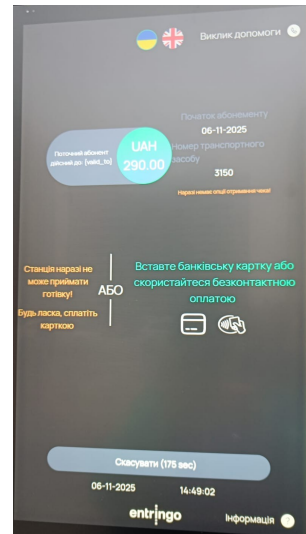 Виклик допомоги
Початок абонементу
06-11-2025
Номер транспортного
засобу
3150
Наразі немає опції отримання чека!
Поточний абонемент
дійсний до: {valid_to}
UAH
290.00
Станція наразі не
може приймати
готівку!
Будь ласка, сплатіть
карткою
АБО
Вставте банківську картку або
скористайтеся безконтактною
оплатою
Скасувати (175 sec)
06-11-2025
14:49:02
entringo
Інформація